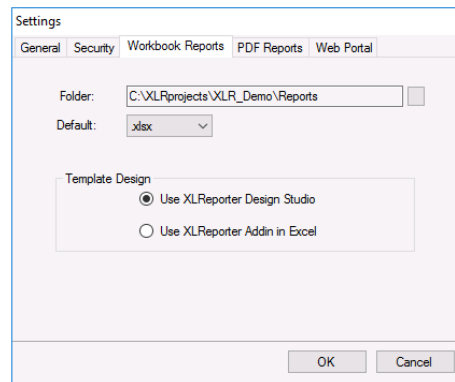 Settings
General Security Workbook Reports PDF Reports Web Portal
Folder: C:\XLRprojects\XLR_Demo\Reports
Default: .xlsx
Template Design
Use XLReporter Design Studio
Use XLReporter Addin in Excel
OK Cancel